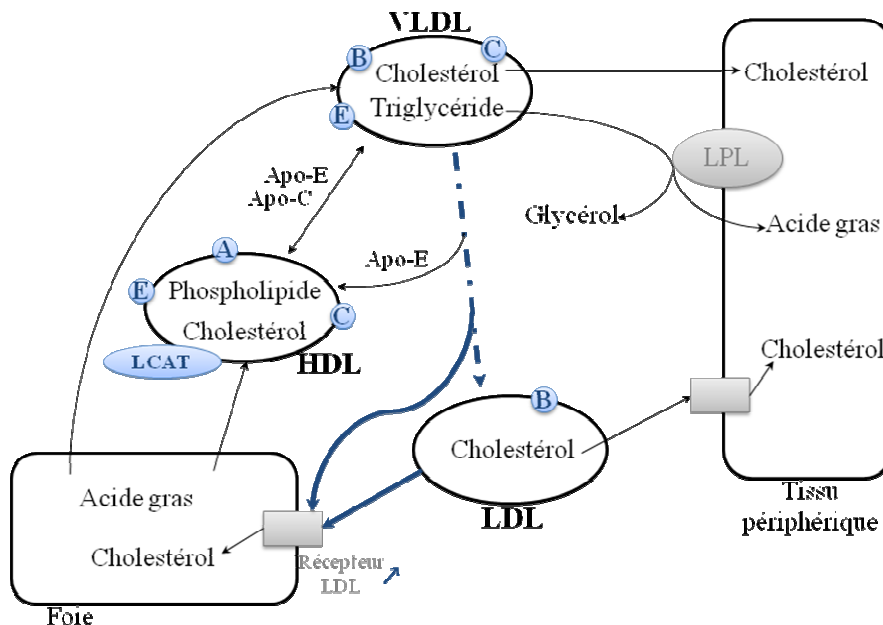 VLDL
B
C
Cholestérol
Triglycéride
E
Cholestérol
LPL
Apo-E
Apo-C
Glycérol
Acide gras
A
Apo-E
E
Phospholipide
Cholestérol
C
LCAT
HDL
Cholestérol
B
Cholestérol
LDL
Tissu
périphérique
Acide gras
Cholestérol
Récepteur
LDL
Foie